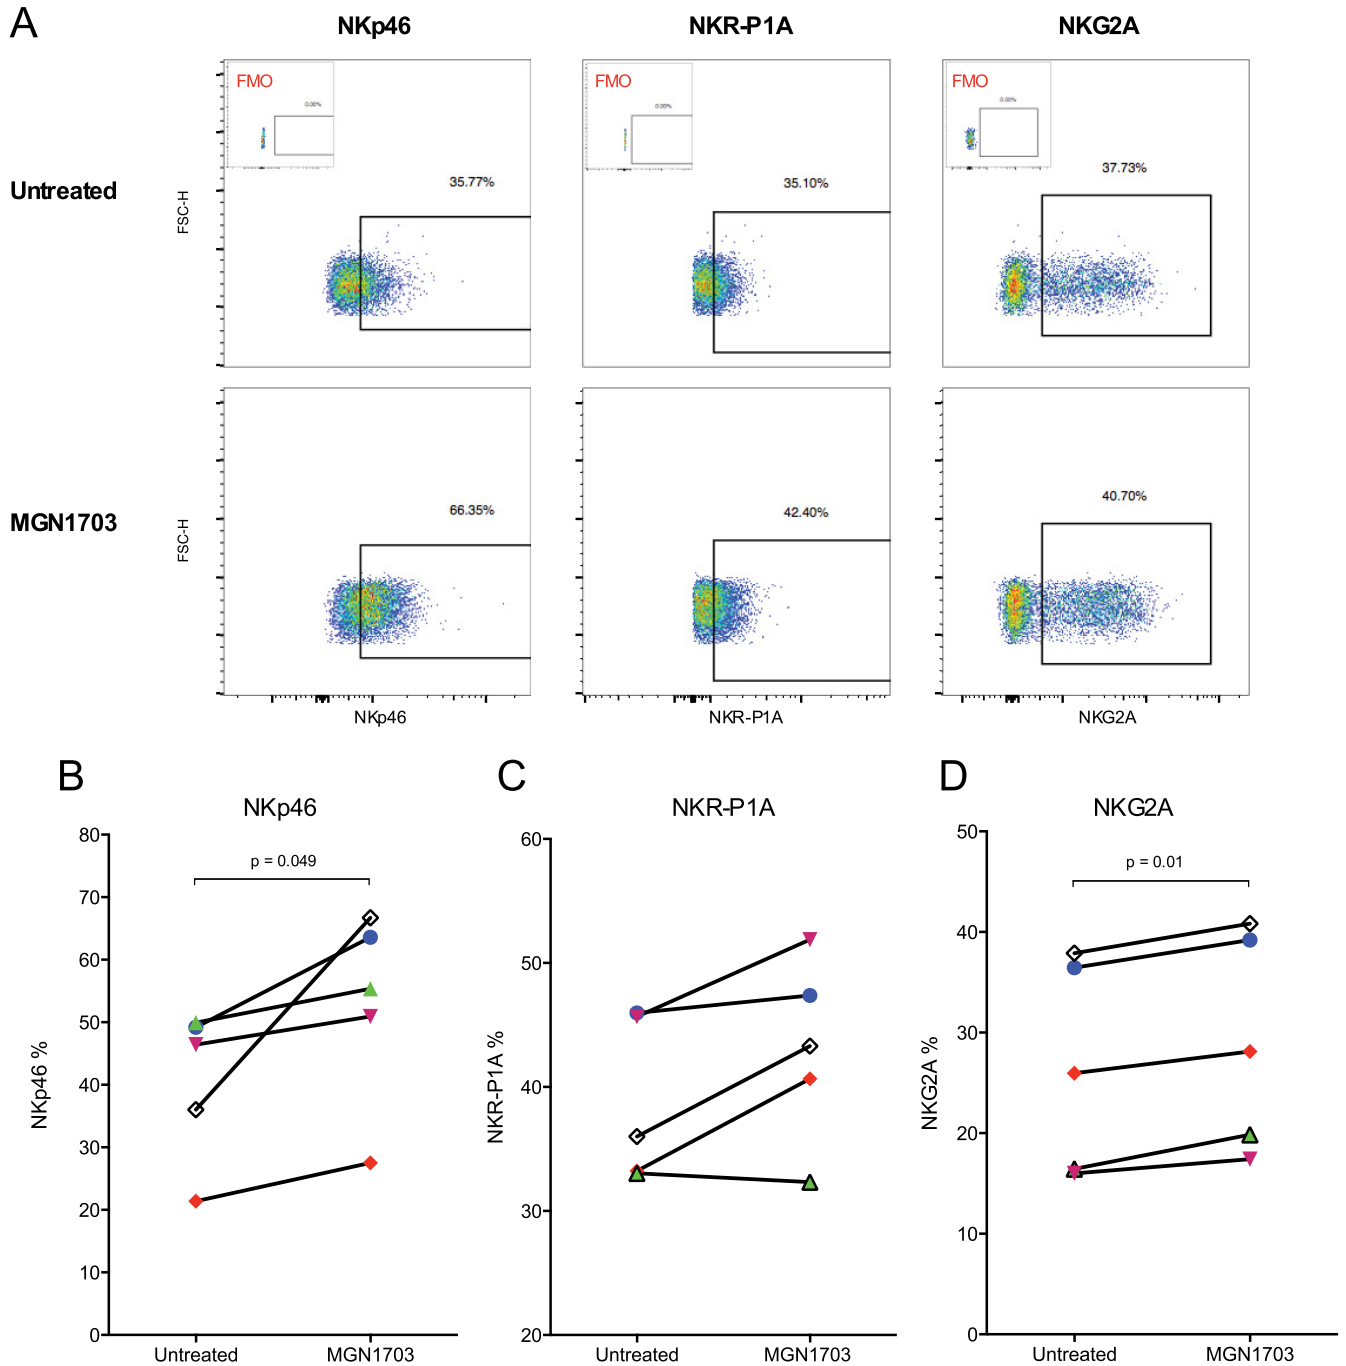 A
NKp46 NKR-P1A NKG2A
Untreated
FSC-H
FMO
0.00%
35.77%
FMO
0.00%
35.10%
FMO
0.00%
37.73%
MGN1703
FSC-H
66.35%
42.40%
40.70%
NKp46 NKR-P1A NKG2A
B
NKp46
p = 0.049
NKp46 %
80
70
60
50
40
30
20
10
0
Untreated MGN1703
C
NKR-P1A
NKR-P1A %
60
50
40
30
20
Untreated MGN1703
D
NKG2A
p = 0.01
NKG2A %
50
40
30
20
10
0
Untreated MGN1703